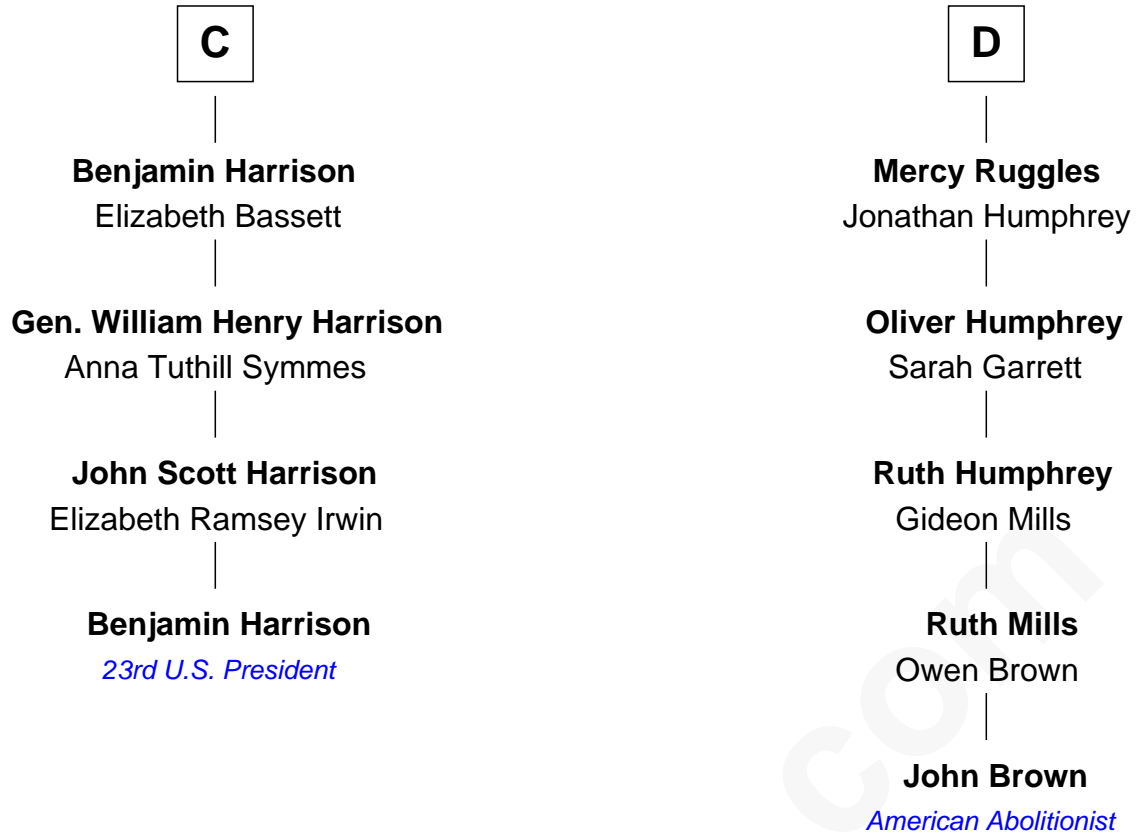 C
Benjamin Harrison
Elizabeth Bassett
Gen. William Henry Harrison
Anna Tuthill Symmes
John Scott Harrison
Elizabeth Ramsey Irwin
Benjamin Harrison
23rd U.S. President
D
Mercy Ruggles
Jonathan Humphrey
Oliver Humphrey
Sarah Garrett
Ruth Humphrey
Gideon Mills
Ruth Mills
Owen Brown
John Brown
American Abolitionist
com